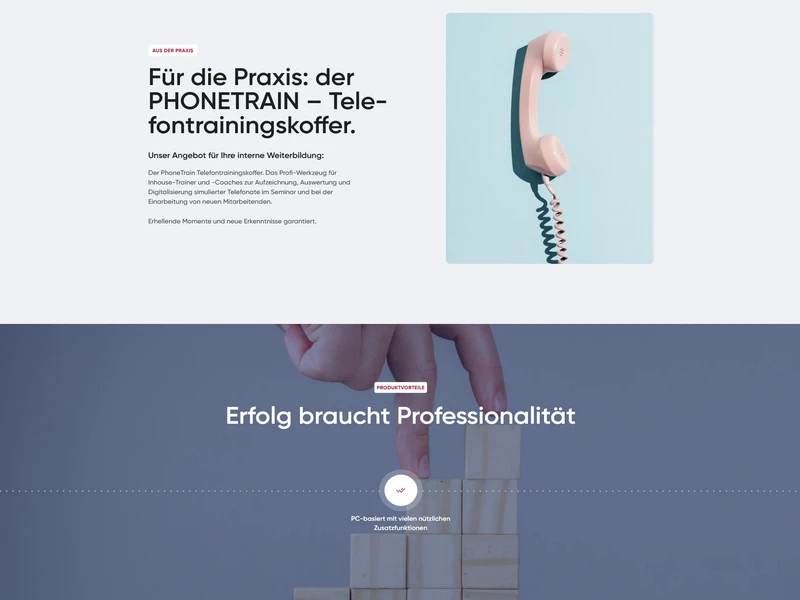 AUS DER PRAXIS
Für die Praxis: der
PHONETRAIN – Tele-
fontrainingskoffer.
Unser Angebot für Ihre interne Weiterbildung:
Der PhoneTrain Telefontrainingskoffer. Das Profi-Werkzeug für
Inhouse-Trainer und -Coaches zur Aufzeichnung, Auswertung und
Digitalisierung simulierter Telefonate im Seminar und bei der
Einarbeitung von neuen Mitarbeitenden.
Erhellende Momente und neue Erkenntnisse garantiert.
PRODUKTVORTEILE
Erfolg braucht Professionalität
PC-basiert mit vielen nützlichen
Zusatzfunktionen